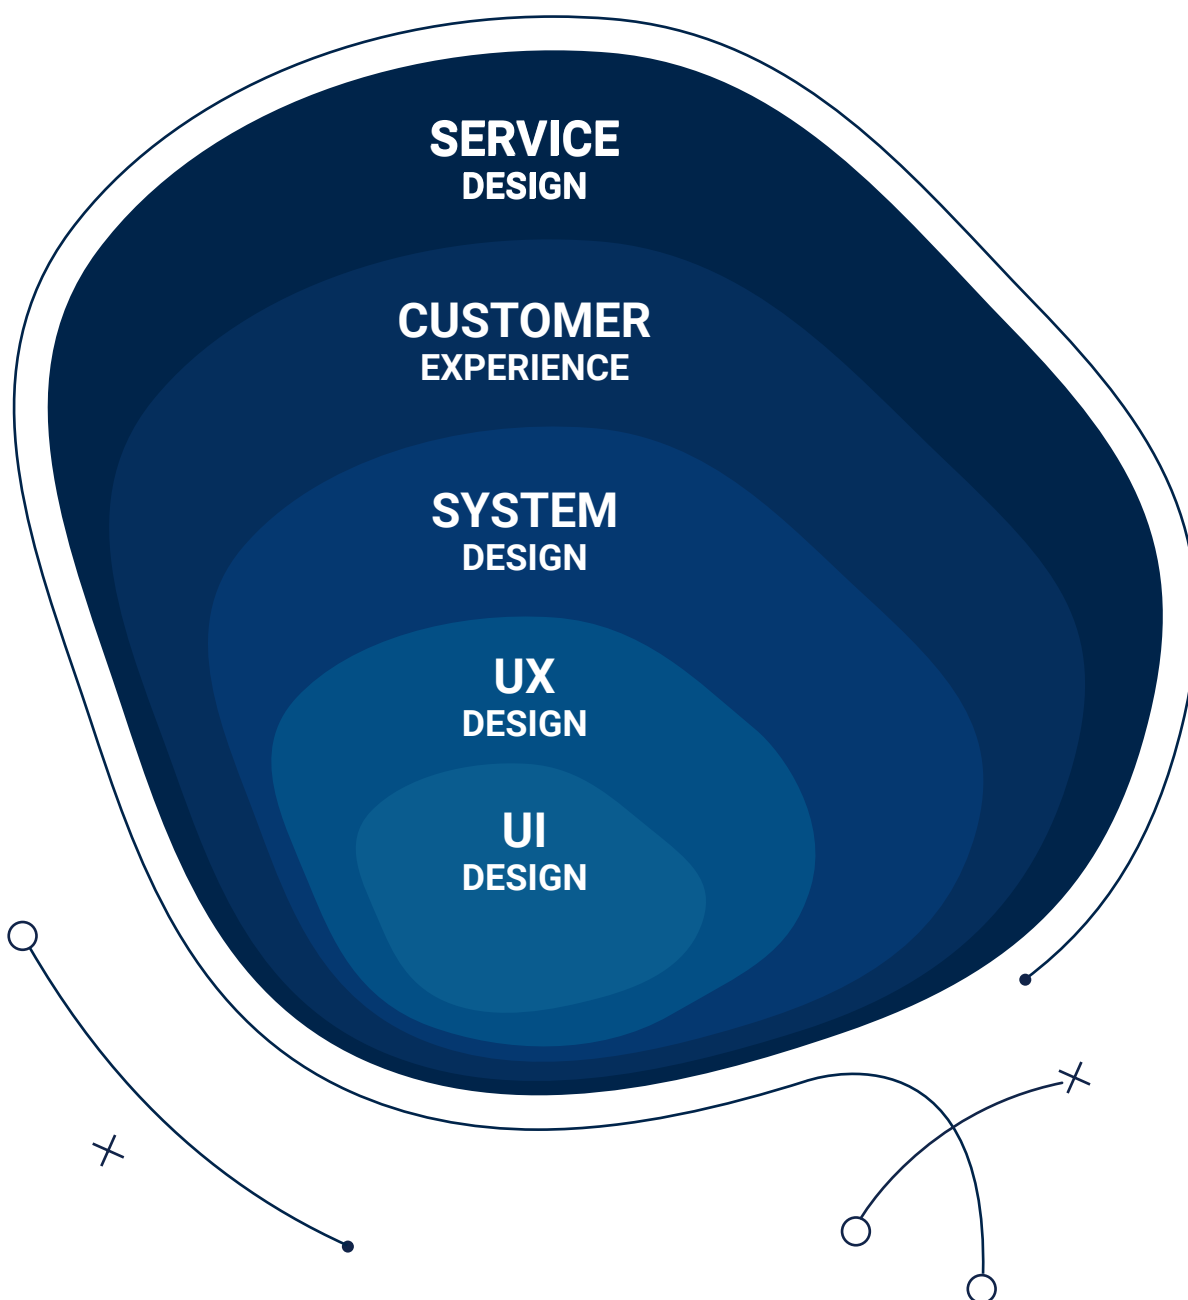 SERVICE
DESIGN
CUSTOMER
EXPERIENCE
SYSTEM
DESIGN
UX
DESIGN
UI
DESIGN